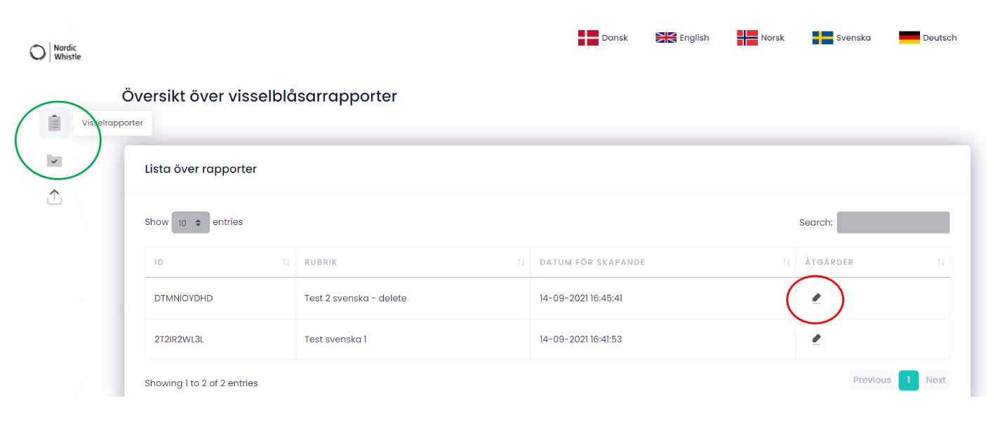 Dansk English Norsk Svenska Deutsch
Nordic
Whistle
Översikt över visselblåsarrapporter
Visselrapporter
Lista över rapporter
Show 10 entries Search:
ID RUBRIK DATUM FÖR SKAPANDE ÅTGÄRDER
DTMNIOYDHD Test 2 svenska - delete 14-09-2021 16:45:41
2T2IR2WL3L Test svenska 1 14-09-2021 16:41:53
Showing 1 to 2 of 2 entries Previous 1 Next